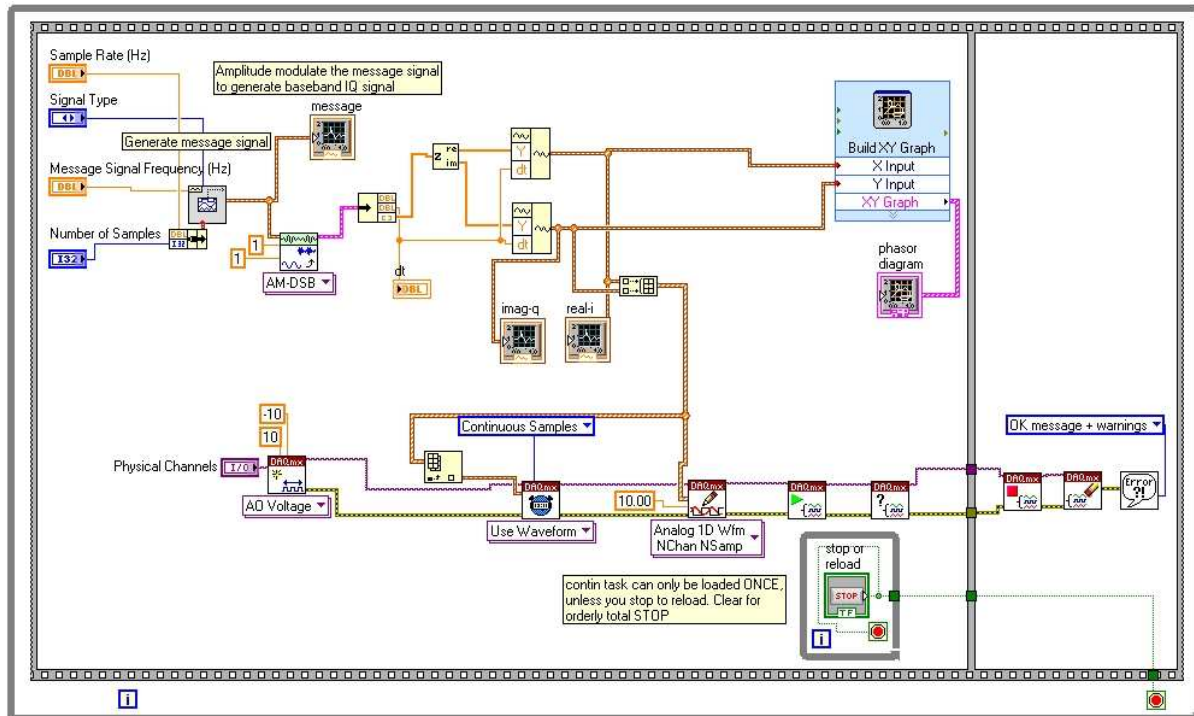 Sample Rate (Hz)
DBL
Signal Type
Amplitude modulate the message signal
to generate baseband IQ signal
message
Generate message signal
Message Signal Frequency (Hz)
DBL
Number of Samples
I32
DBL
I32
1
1
AM-DSB
DBL
DBL
dt
DBL
z
re
im
Y
dt
Y
dt
imag-q
real-i
Build XY Graph
X Input
Y Input
XY Graph
phasor
diagram
-10
10
Physical Channels
I/O
DAQmx
AO Voltage
Continuous Samples
DAQmx
Use Waveform
10.00
DAQmx
Analog 1D Wfm
NChan NSamp
DAQmx
DAQmx
?
contin task can only be loaded ONCE,
unless you stop to reload. Clear for
orderly total STOP
stop or
reload
STOP
TF
i
OK message + warnings
DAQmx
DAQmx
Error
?!
i